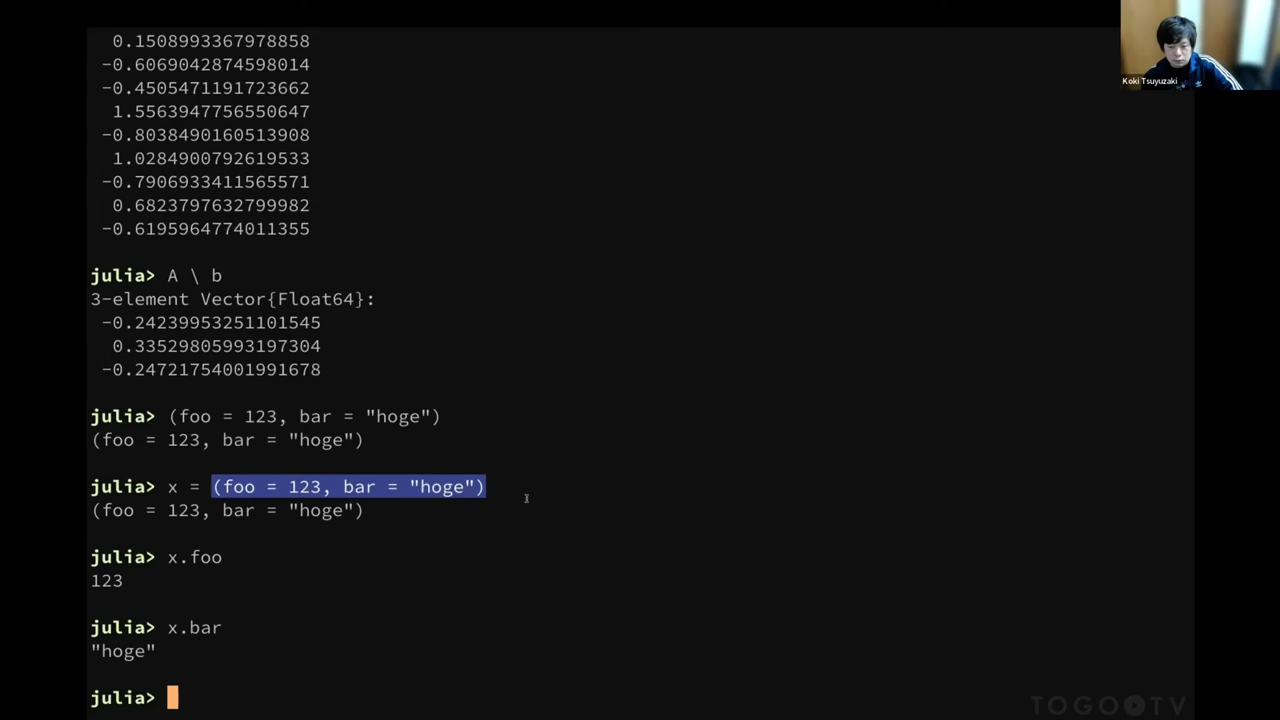 0.1508993367978858
-0.6069042874598014
-0.4505471191723662
1.5563947756550647
-0.8038490160513908
1.0284900792619533
-0.7906933411565571
0.6823797632799982
-0.6195964774011355
julia> A \ b
3-element Vector{Float64}:
-0.24239953251101545
0.33529805993197304
-0.24721754001991678
julia> (foo = 123, bar = "hoge")
(foo = 123, bar = "hoge")
julia> x = (foo = 123, bar = "hoge")
(foo = 123, bar = "hoge")
julia> x.foo
123
julia> x.bar
"hoge"
julia>
Koki Tsuyuzaki
TOGO TV